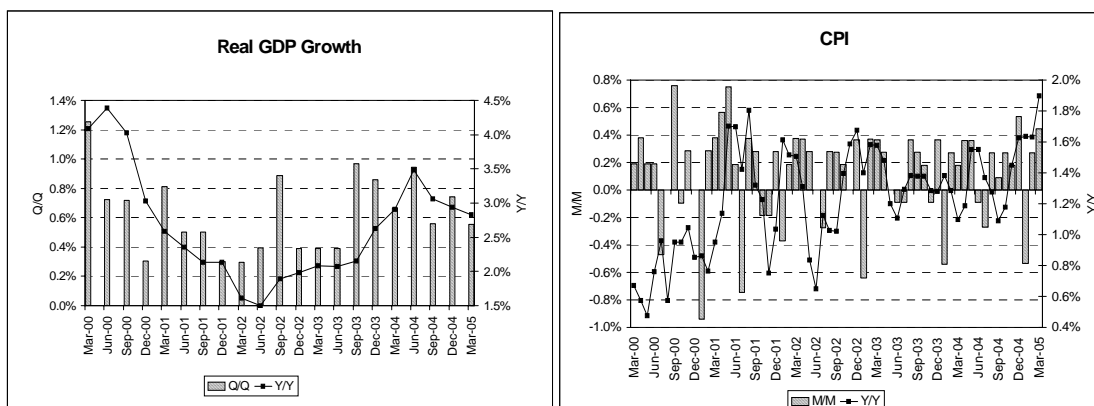 Real GDP Growth
1.4%
1.2%
1.0%
0.8%
0.6%
0.4%
0.2%
0.0%
Q/Q
4.5%
4.0%
3.5%
3.0%
2.5%
2.0%
1.5%
Y/Y
Mar-00
Jun-00
Sep-00
Dec-00
Mar-01
Jun-01
Sep-01
Dec-01
Mar-02
Jun-02
Sep-02
Dec-02
Mar-03
Jun-03
Sep-03
Dec-03
Mar-04
Jun-04
Sep-04
Dec-04
Mar-05
Q/Q Y/Y
CPI
0.8%
0.6%
0.4%
0.2%
0.0%
-0.2%
-0.4%
-0.6%
-0.8%
-1.0%
M/M
2.0%
1.8%
1.6%
1.4%
1.2%
1.0%
0.8%
0.6%
0.4%
Y/Y
Mar-00
Jun-00
Sep-00
Dec-00
Mar-01
Jun-01
Sep-01
Dec-01
Mar-02
Jun-02
Sep-02
Dec-02
Mar-03
Jun-03
Sep-03
Dec-03
Mar-04
Jun-04
Sep-04
Dec-04
Mar-05
M/M Y/Y